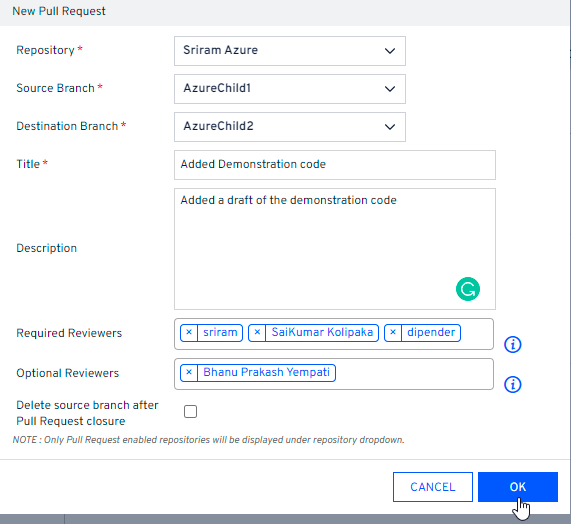 New Pull Request
Repository *
Sriram Azure
Source Branch *
AzureChild1
Destination Branch *
AzureChild2
Title *
Added Demonstration code
Description
Added a draft of the demonstration code
Required Reviewers
× sriram × SaiKumar Kolipaka × dipender
Optional Reviewers
× Bhanu Prakash Yempati
Delete source branch after
Pull Request closure
NOTE : Only Pull Request enabled repositories will be displayed under repository dropdown.
CANCEL OK